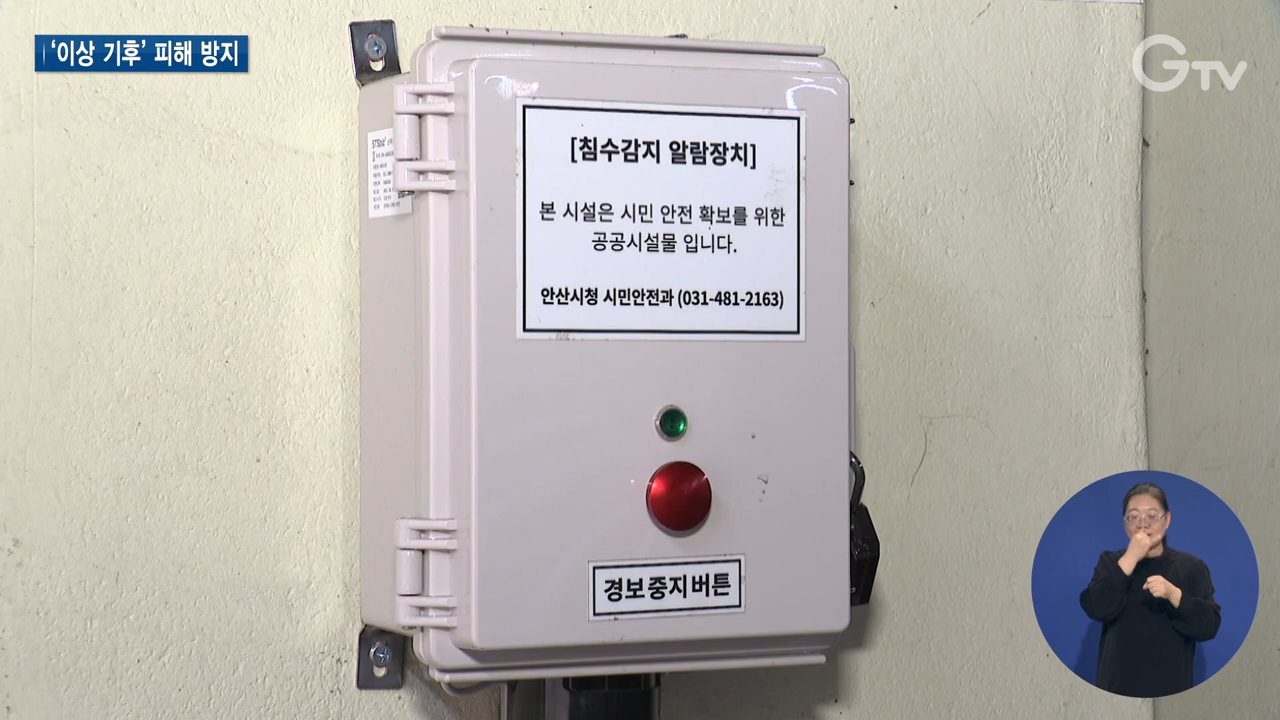 ‘이상 기후’ 피해 방지
GTV
[침수감지 알람장치]
본 시설은 시민 안전 확보를 위한
공공시설물 입니다.
안산시청 시민안전과 (031-481-2163)
경보중지버튼